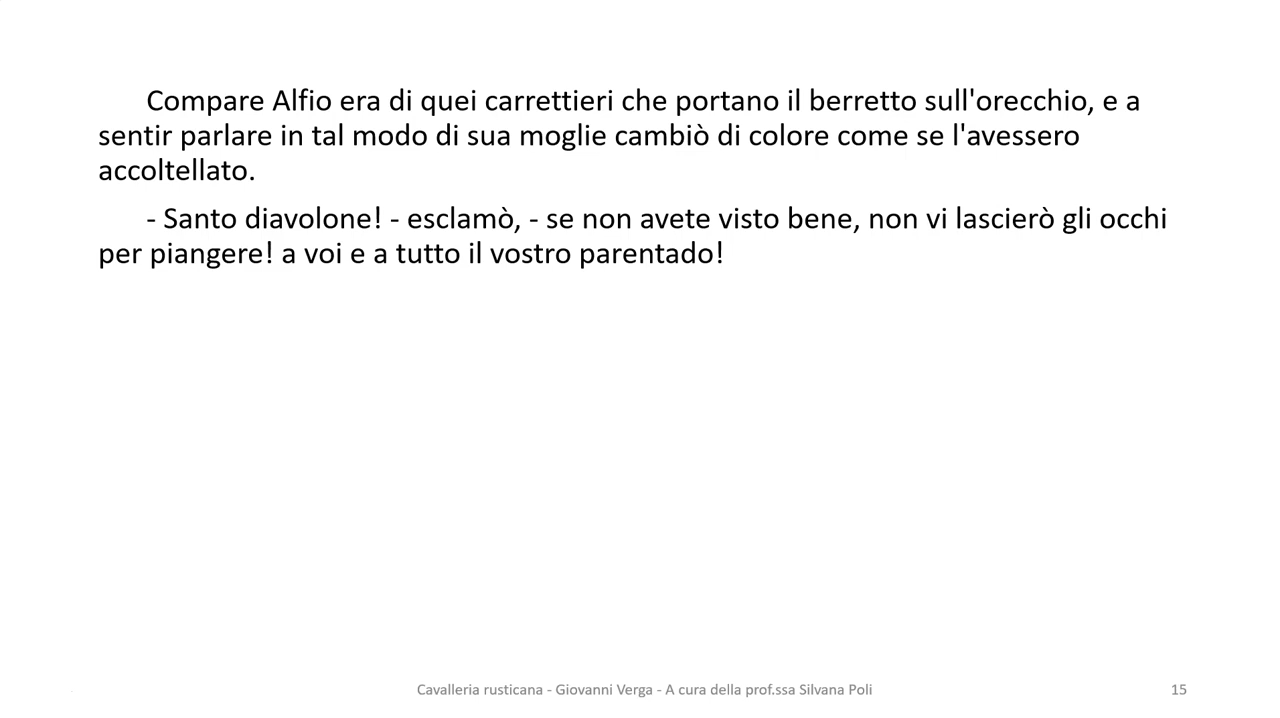 Compare Alfio era di quei carrettieri che portano il berretto sull'orecchio, e a
sentir parlare in tal modo di sua moglie cambiò di colore come se l'avessero
accoltellato.
- Santo diavolone! - esclamò, - se non avete visto bene, non vi lascierò gli occhi
per piangere! a voi e a tutto il vostro parentado!
Cavalleria rusticana - Giovanni Verga - A cura della prof.ssa Silvana Poli
15